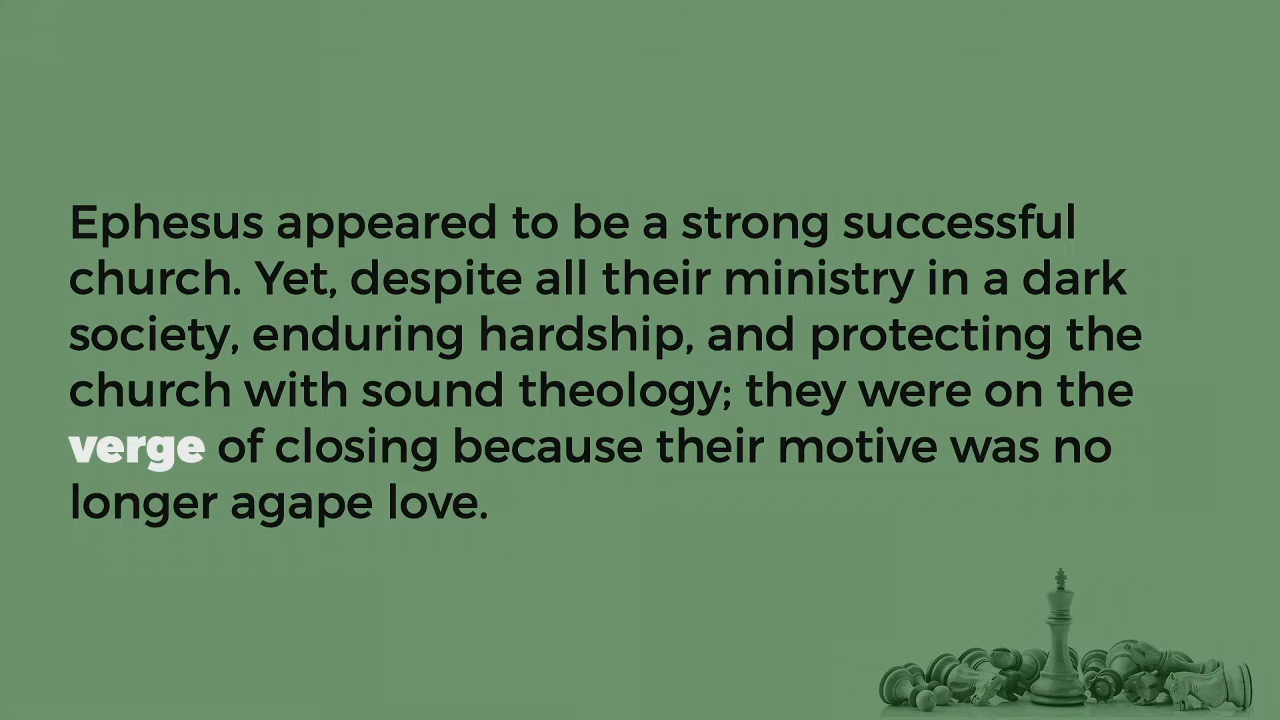 Ephesus appeared to be a strong successful
church. Yet, despite all their ministry in a dark
society, enduring hardship, and protecting the
church with sound theology; they were on the
verge of closing because their motive was no
longer agape love.